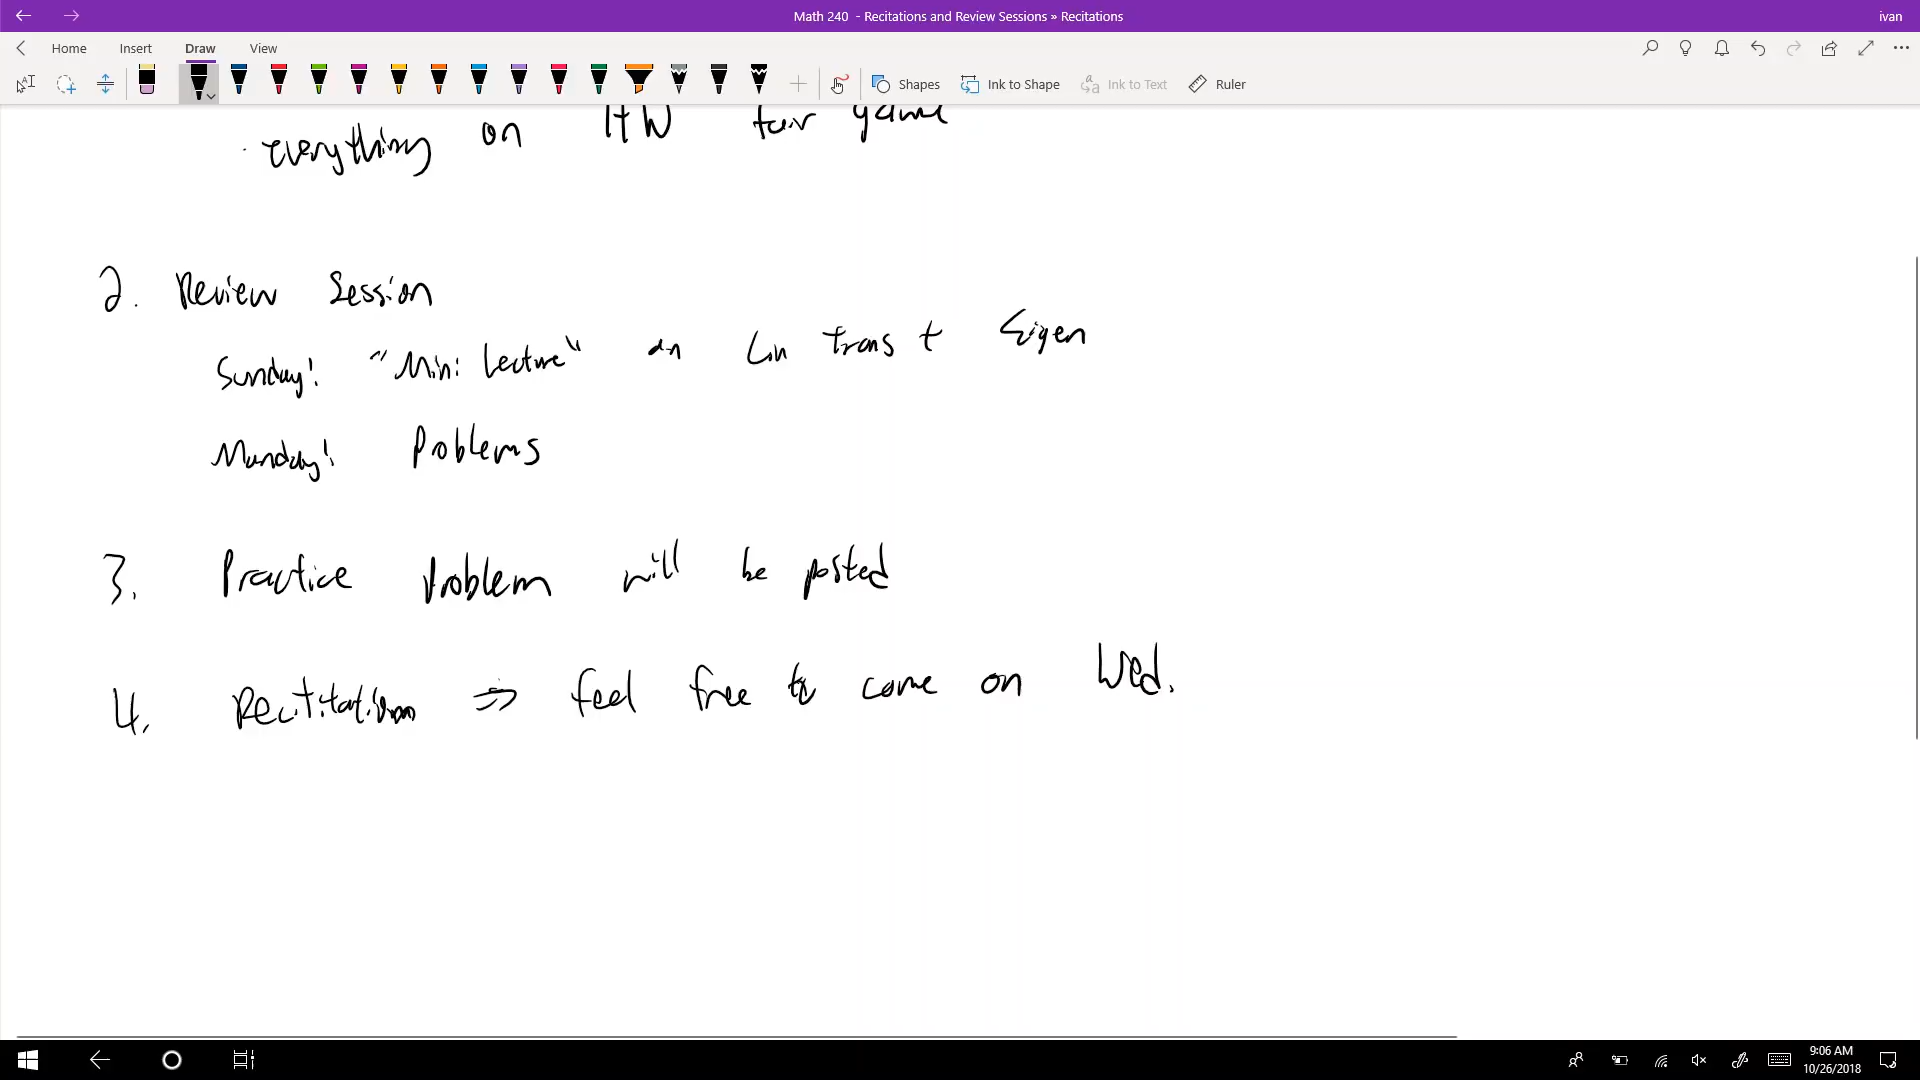 Math 240 - Recitations and Review Sessions » Recitations
ivan
Home Insert Draw View
Shapes Ink to Shape Ink to Text Ruler
· everything on HW fair game
2. Review Session
Sunday: "Mini Lecture" on Lin trans + Eigen
Monday: Problems
3. Practice Problem will be posted
4. Recititation ⇒ feel free to come on Wed.
9:06 AM
10/26/2018